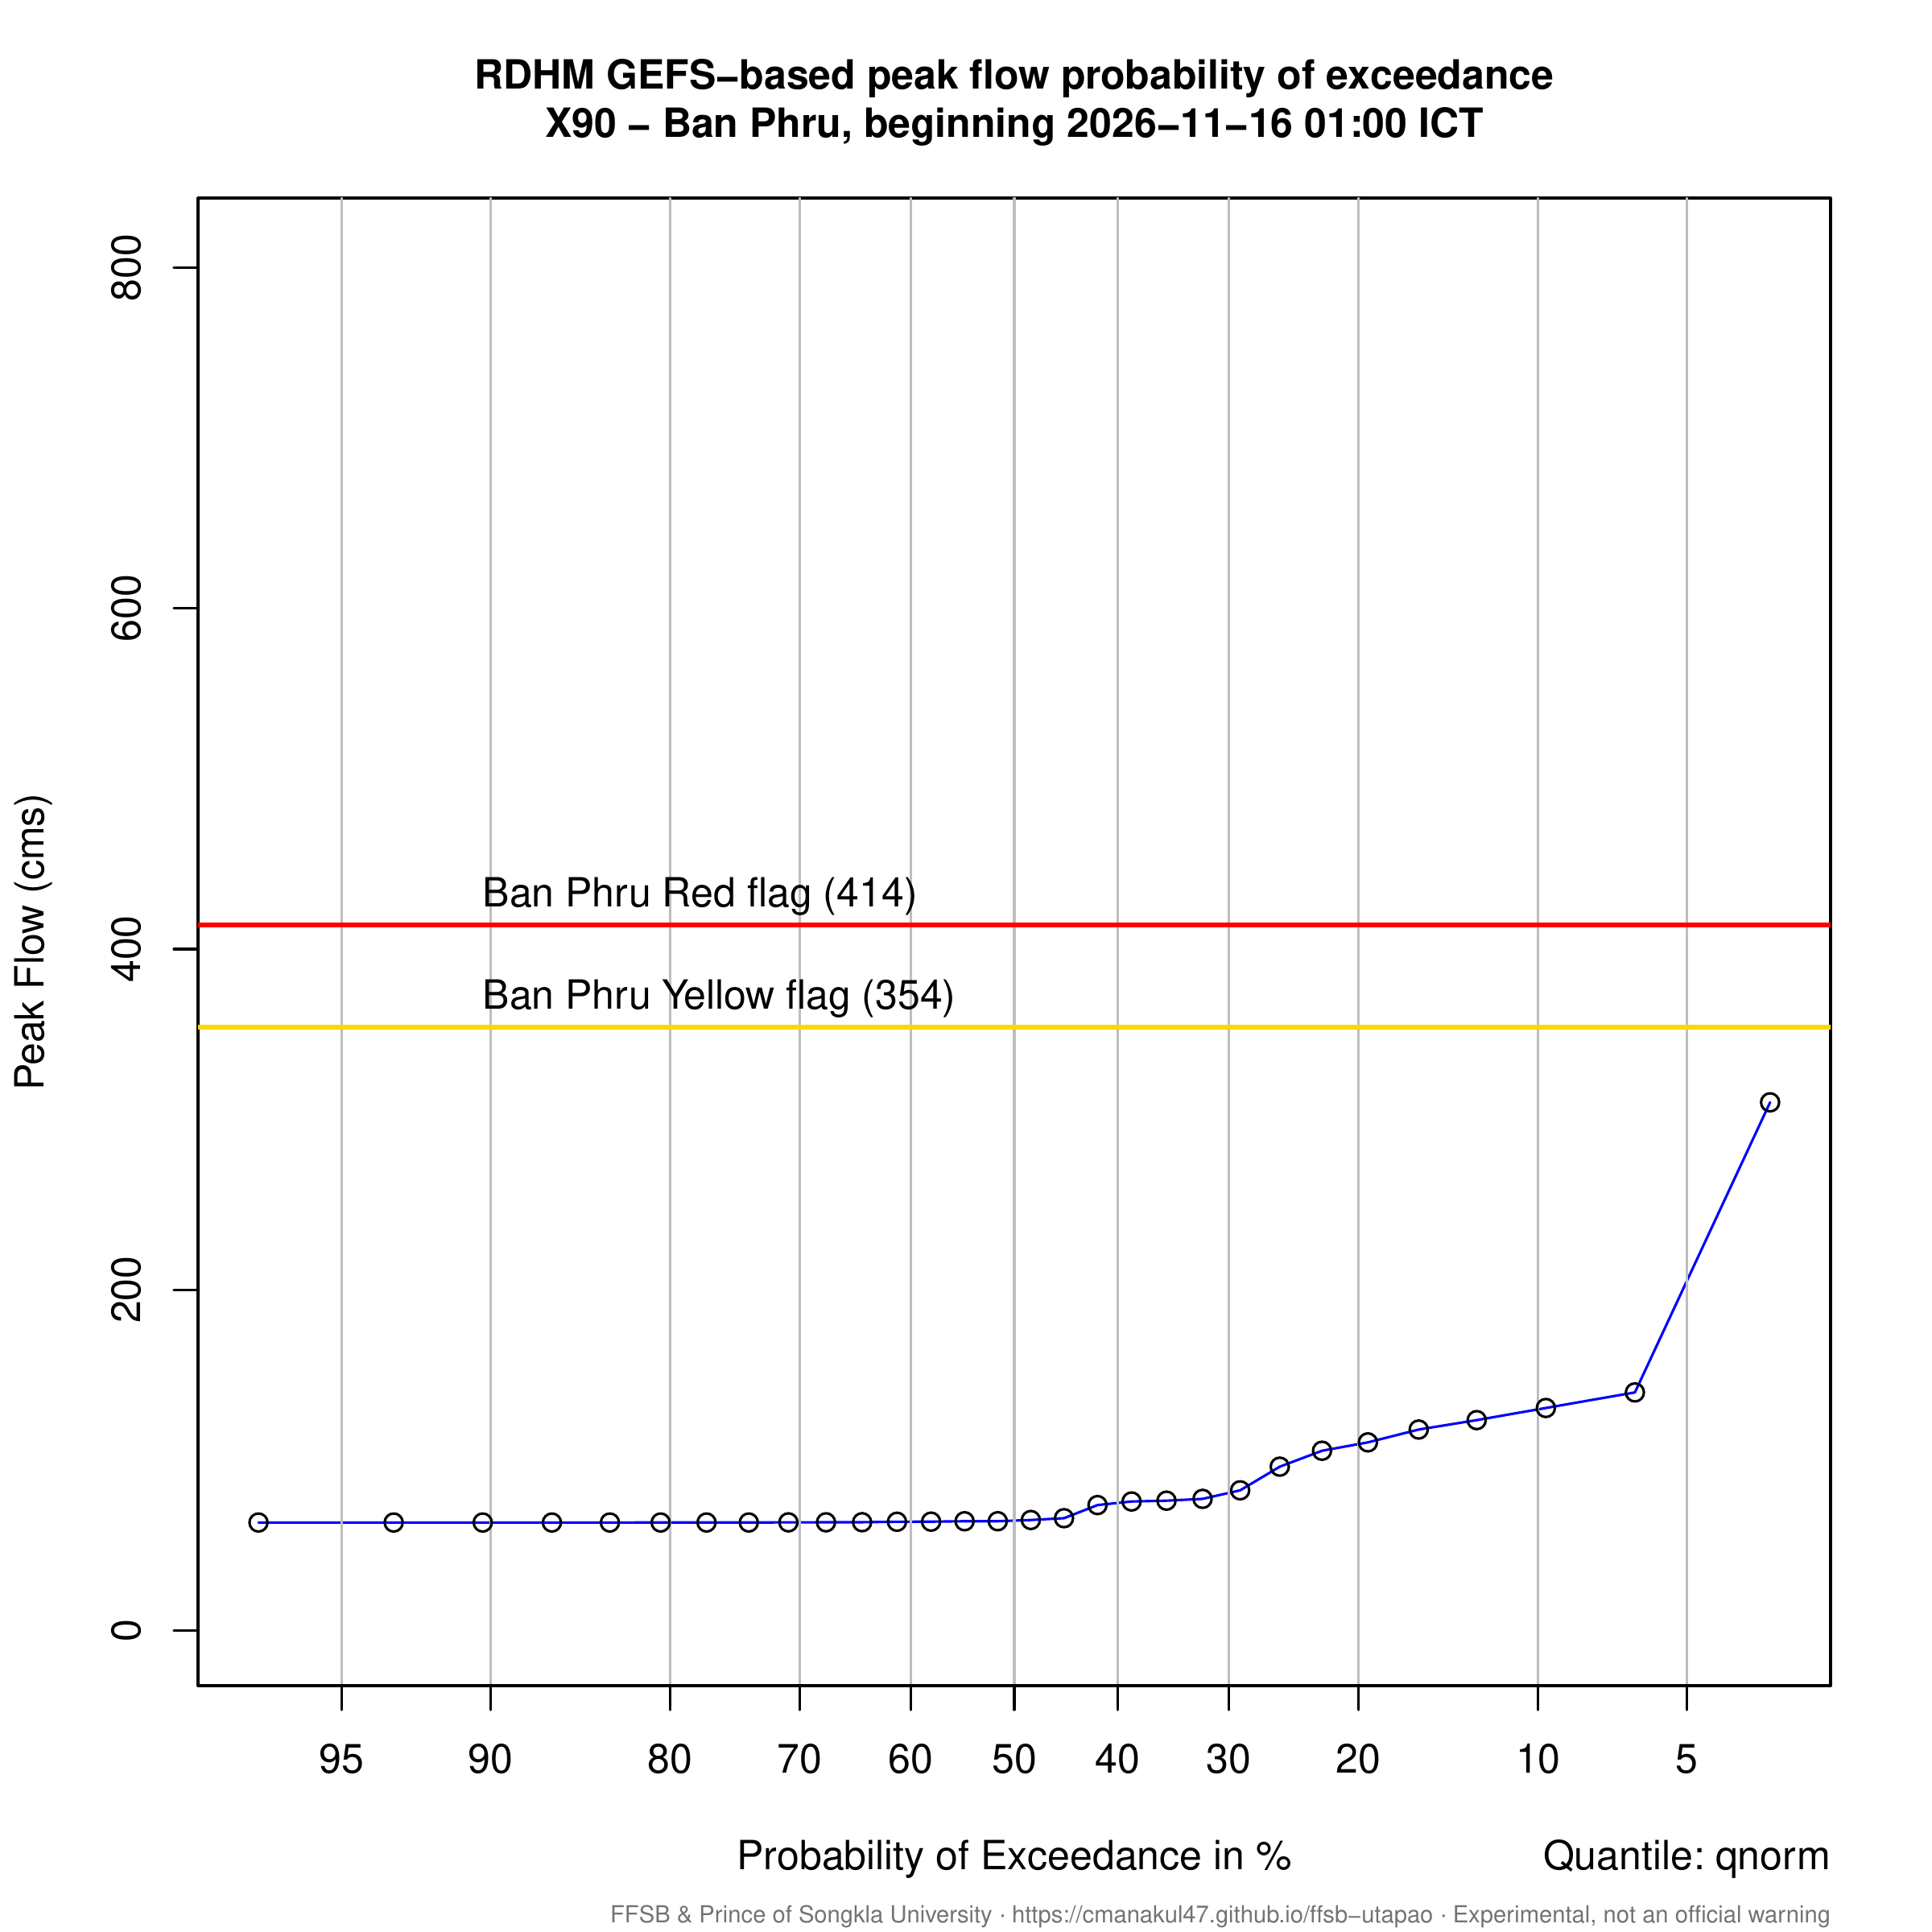 RDHM GEFS−based peak flow probability of exceedance
X90 − Ban Phru, beginning 2026−11−16 01:00 ICT
Peak Flow (cms)
800
600
400
200
0
Ban Phru Red flag (414)
Ban Phru Yellow flag (354)
95 90 80 70 60 50 40 30 20 10 5
Probability of Exceedance in %
Quantile: qnorm
FFSB & Prince of Songkla University · https://cmanakul47.github.io/ffsb−utapao · Experimental, not an official warning